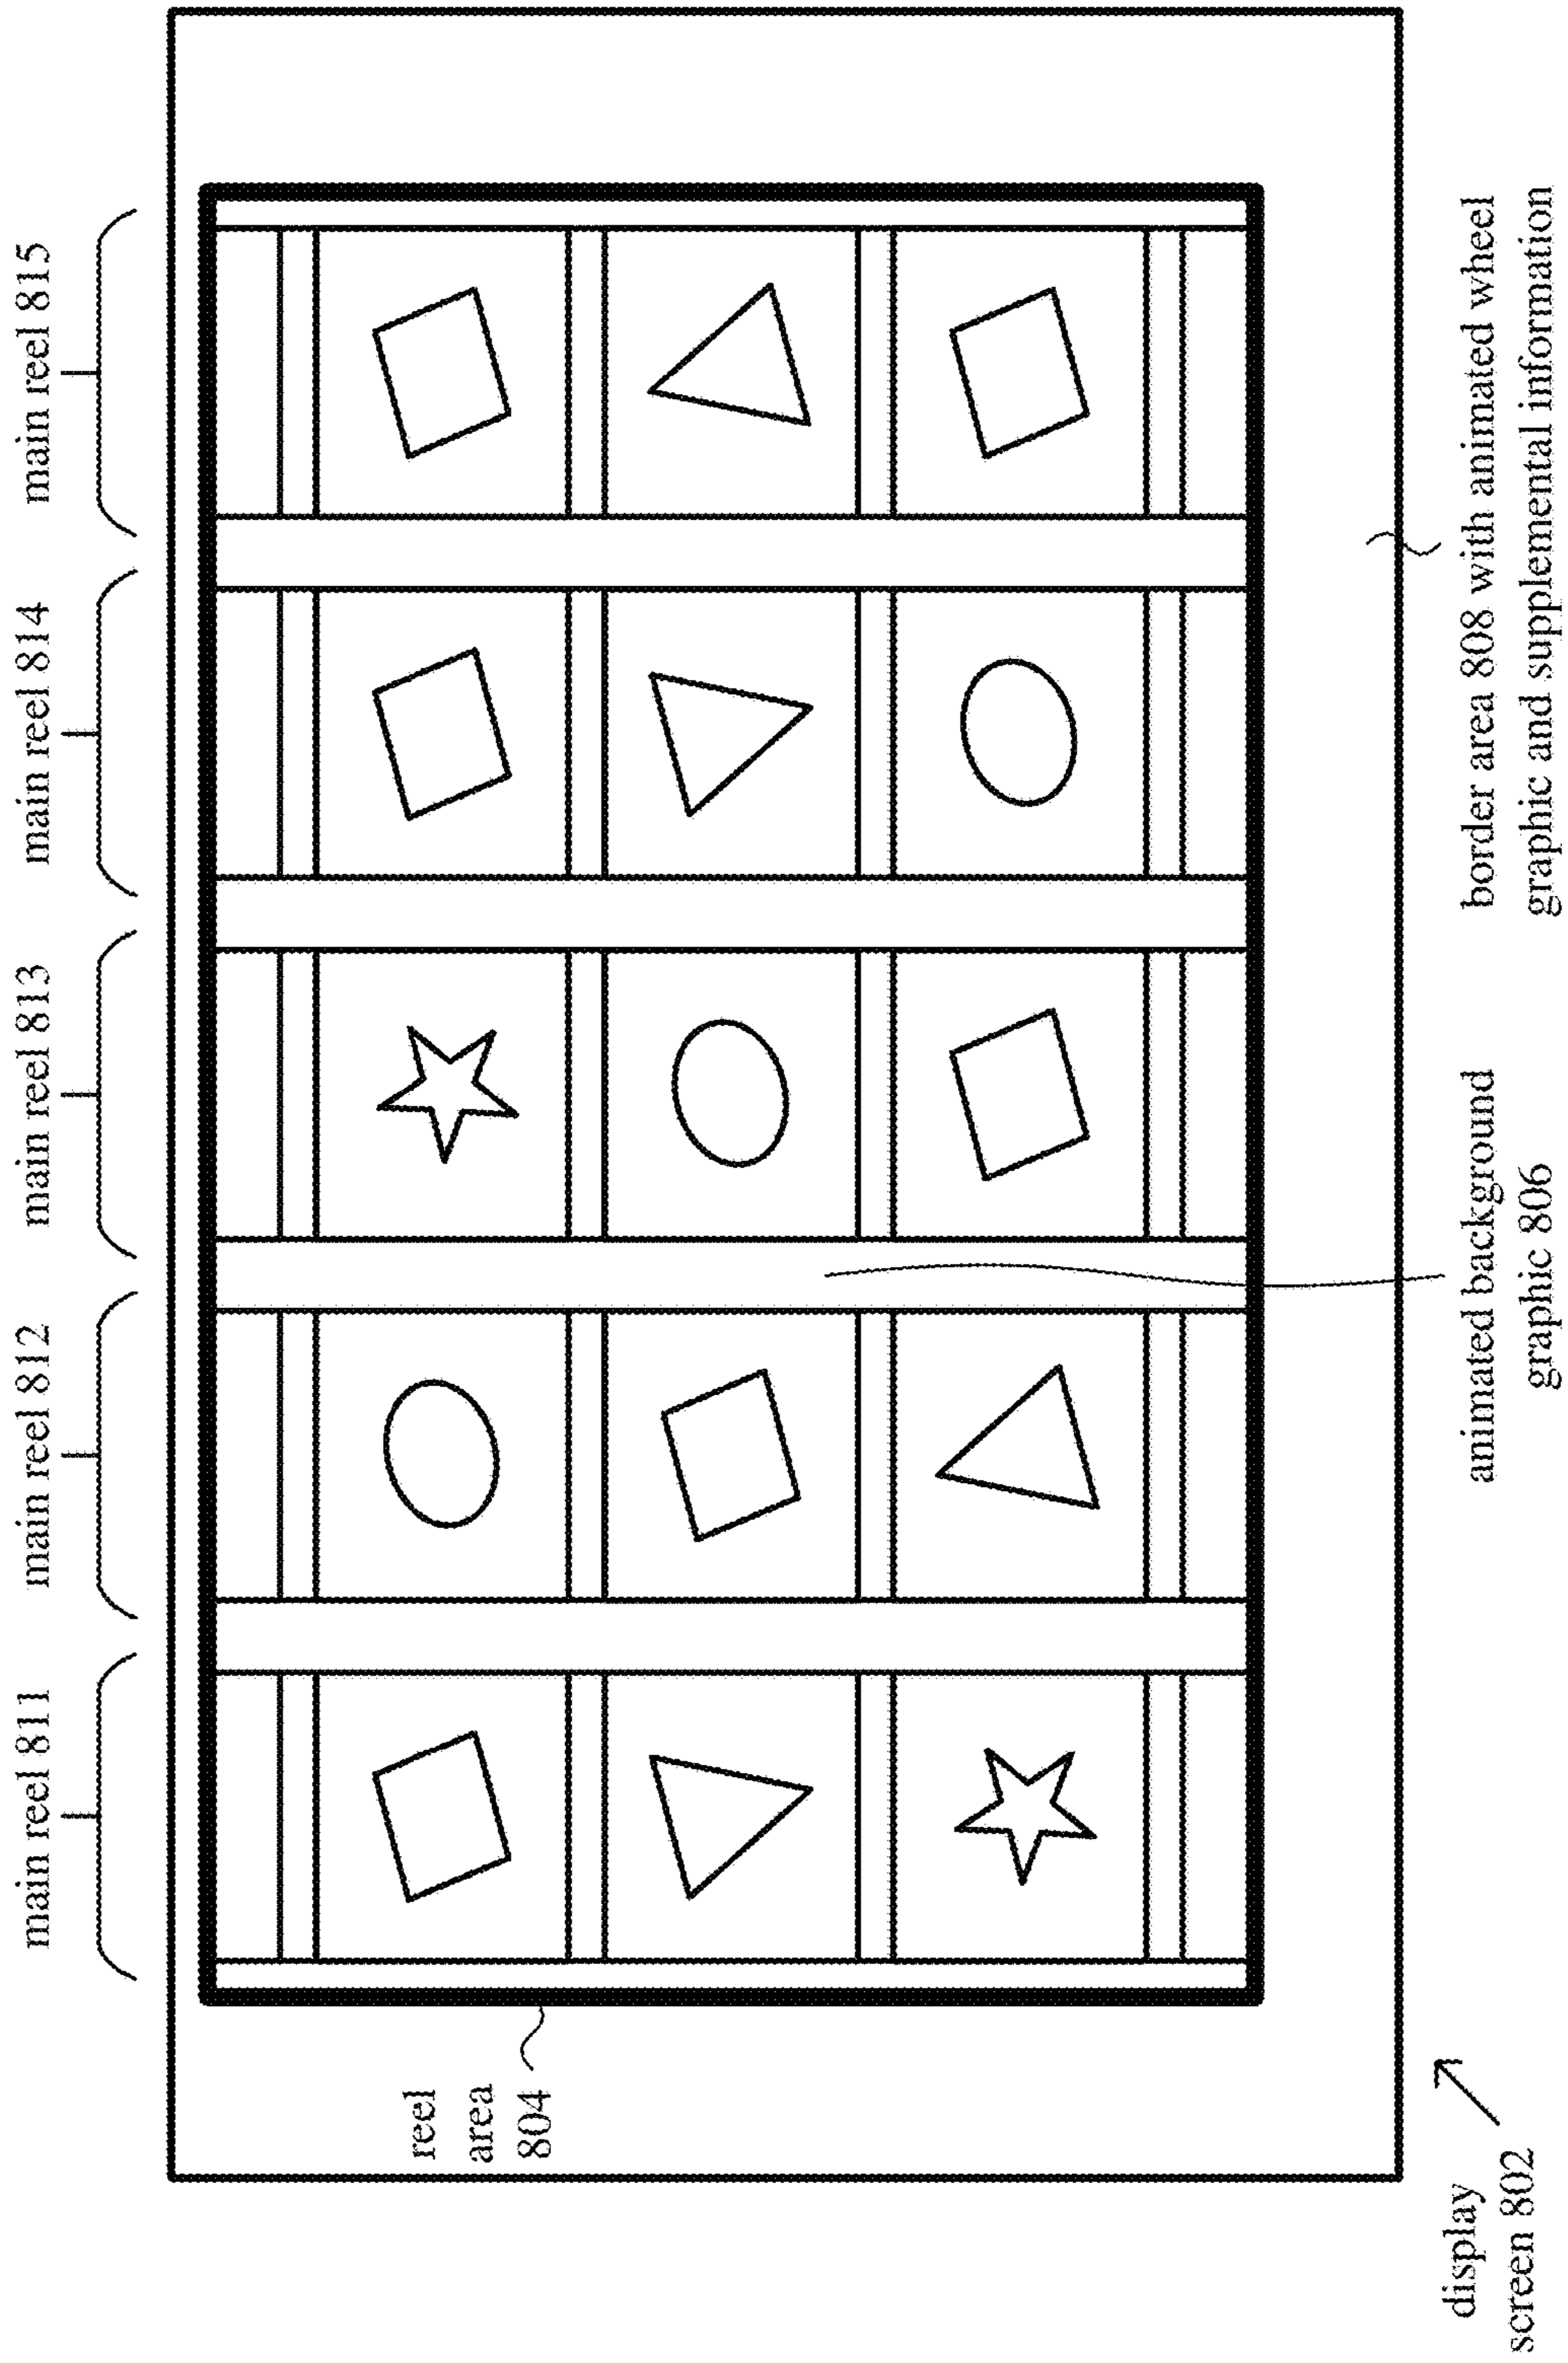 main reel 811
main reel 812
main reel 813
main reel 814
main reel 815
reel
area
804
display
screen 802
animated background
graphic 806
border area 808 with animated wheel
graphic and supplemental information